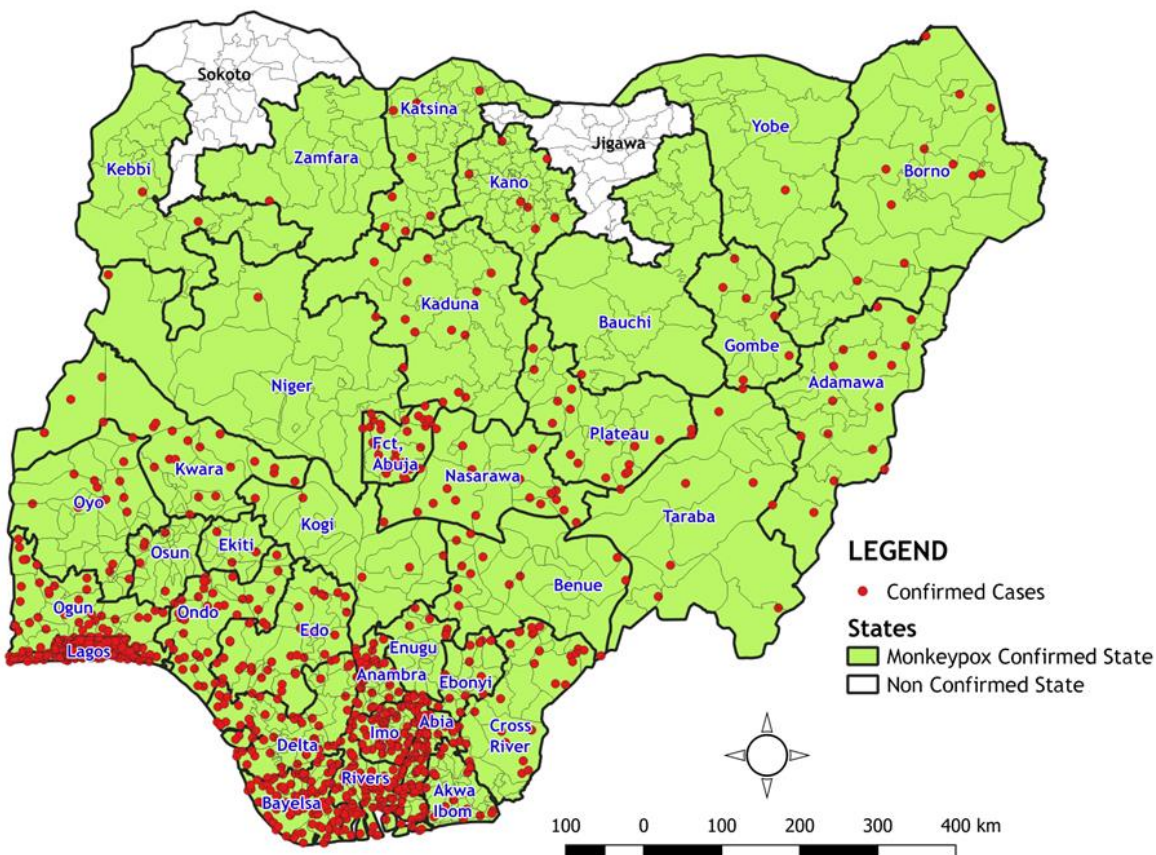 Sokoto
Katsina
Yobe
Jigawa
Zamfara
Kebbi
Kano
Borno
Kaduna
Bauchi
Gombe
Niger
Adamawa
Plateau
Fct,
Abuja
Kwara
Nasarawa
Oyo
Kogi
Taraba
Osun
Ekiti
Benue
Ogun
Ondo
Edo
Lagos
Enugu
Anambra
Ebonyi
Imo
Abia
Cross
River
Delta
Rivers
Bayelsa
Akwa
Ibom
LEGEND
Confirmed Cases
States
Monkeypox Confirmed State
Non Confirmed State
100 0 100 200 300 400 km